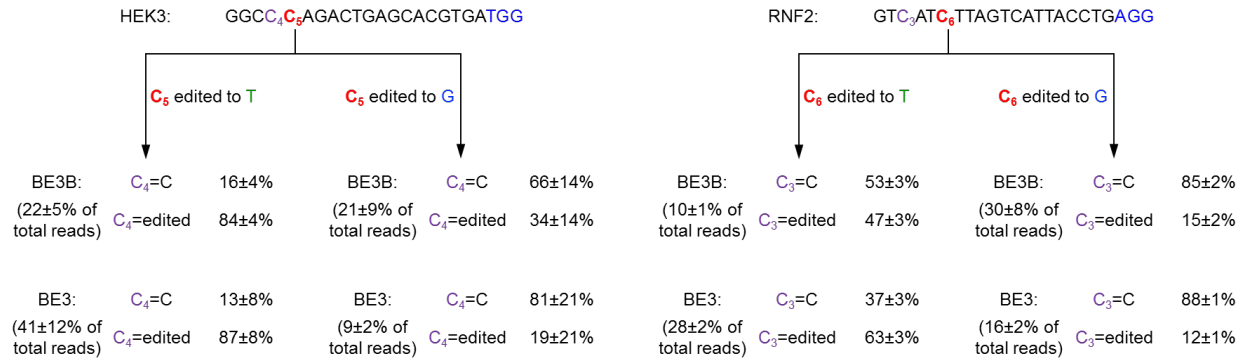 HEK3: GGCCC₄C₅AGACTGAGCACGTGATGG RNF2: GTC₃ATC₆TTAGTCATTACCTGAGG
C₅ edited to T C₅ edited to G C₆ edited to T C₆ edited to G
BE3B: C₄=C 16±4% BE3B: C₄=C 66±14% BE3B: C₃=C 53±3% BE3B: C₃=C 85±2%
(22±5% of total reads) C₄=edited 84±4% (21±9% of total reads) C₄=edited 34±14% (10±1% of total reads) C₃=edited 47±3% (30±8% of total reads) C₃=edited 15±2%
BE3: C₄=C 13±8% BE3: C₄=C 81±21% BE3: C₃=C 37±3% BE3: C₃=C 88±1%
(41±12% of total reads) C₄=edited 87±8% (9±2% of total reads) C₄=edited 19±21% (28±2% of total reads) C₃=edited 63±3% (16±2% of total reads) C₃=edited 12±1%